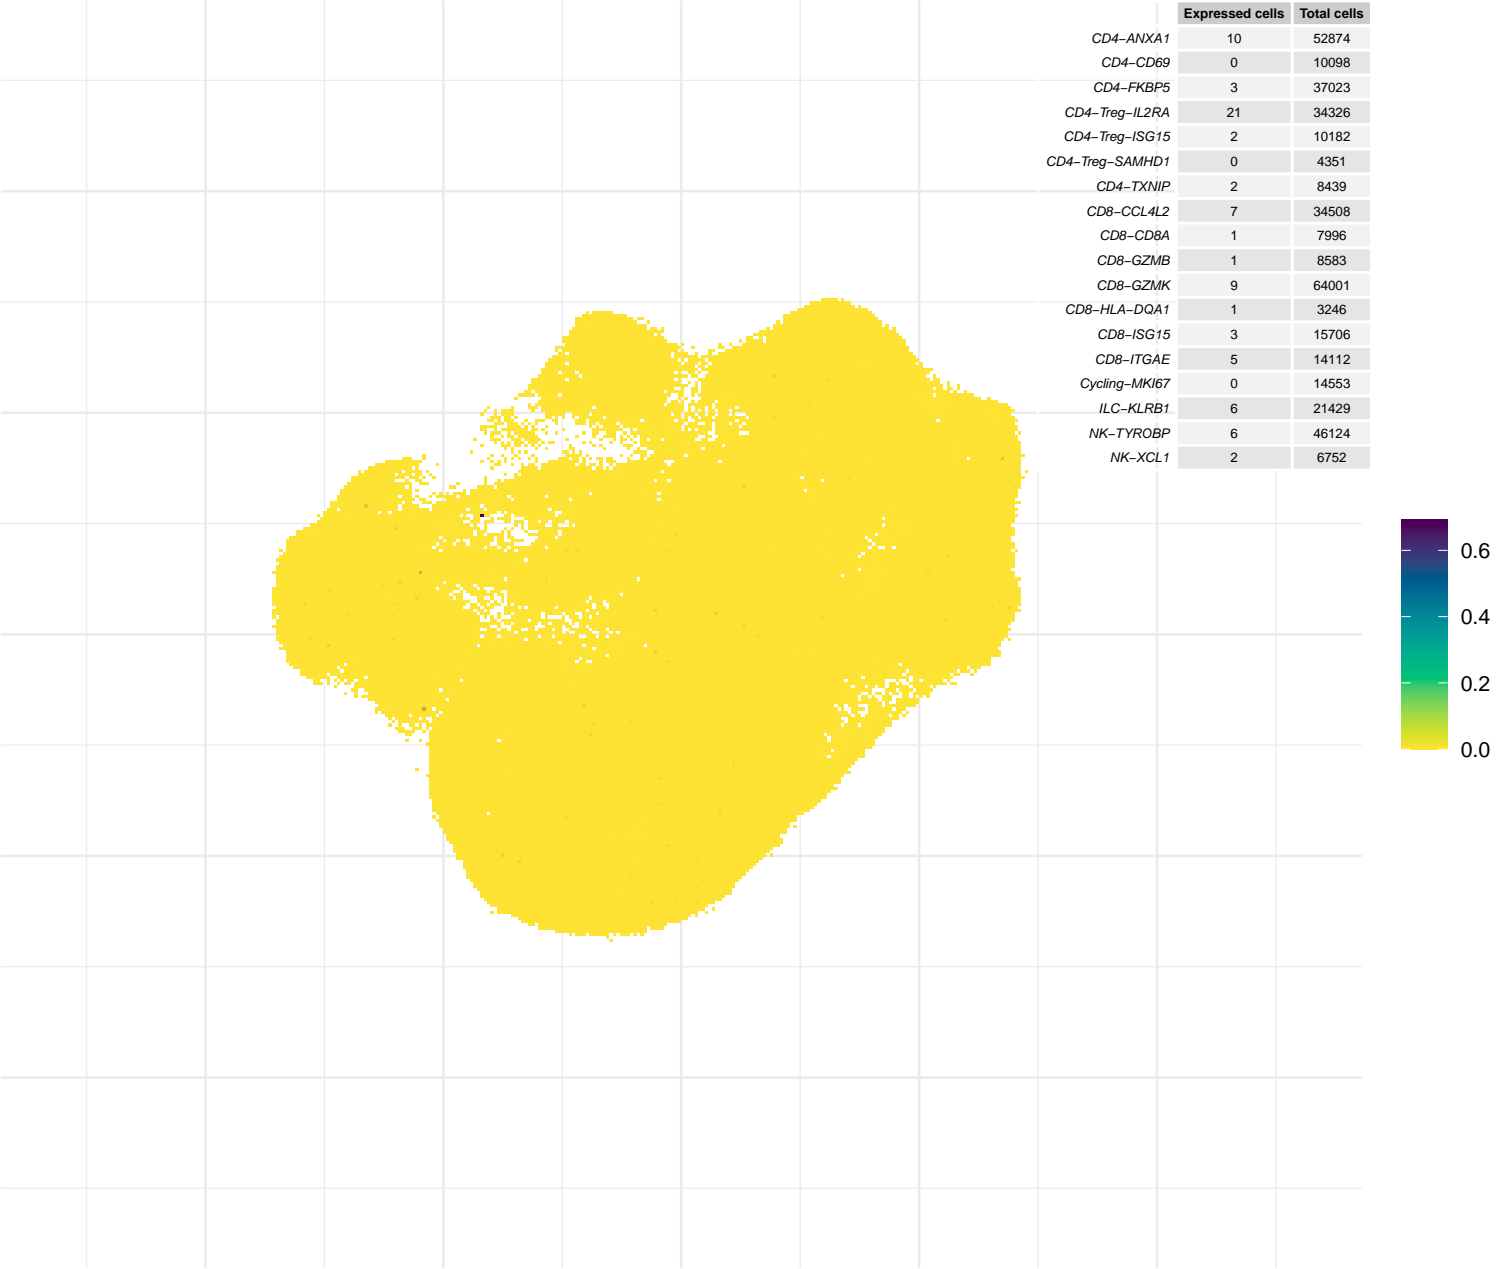 Expressed cells Total cells
CD4−ANXA1 10 52874
CD4−CD69 0 10098
CD4−FKBP5 3 37023
CD4−Treg−IL2RA 21 34326
CD4−Treg−ISG15 2 10182
CD4−Treg−SAMHD1 0 4351
CD4−TXNIP 2 8439
CD8−CCL4L2 7 34508
CD8−CD8A 1 7996
CD8−GZMB 1 8583
CD8−GZMK 9 64001
CD8−HLA−DQA1 1 3246
CD8−ISG15 3 15706
CD8−ITGAE 5 14112
Cycling−MKI67 0 14553
ILC−KLRB1 6 21429
NK−TYROBP 6 46124
NK−XCL1 2 6752
0.6
0.4
0.2
0.0